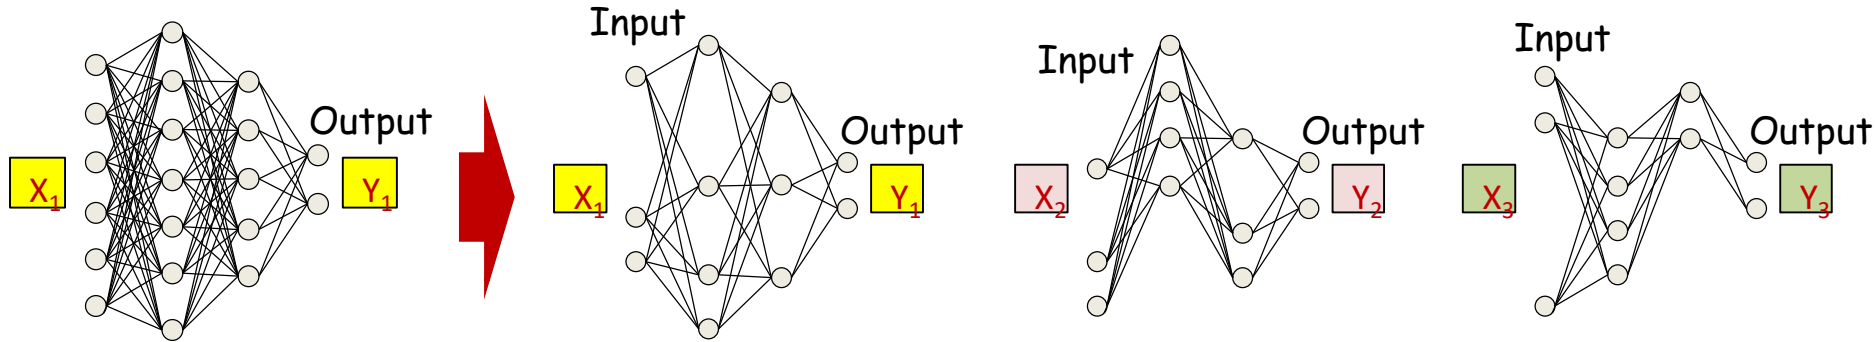 X₁
Output
Y₁
Input
X₁
Output
Y₁
Input
X₂
Output
Y₂
Input
X₃
Output
Y₃